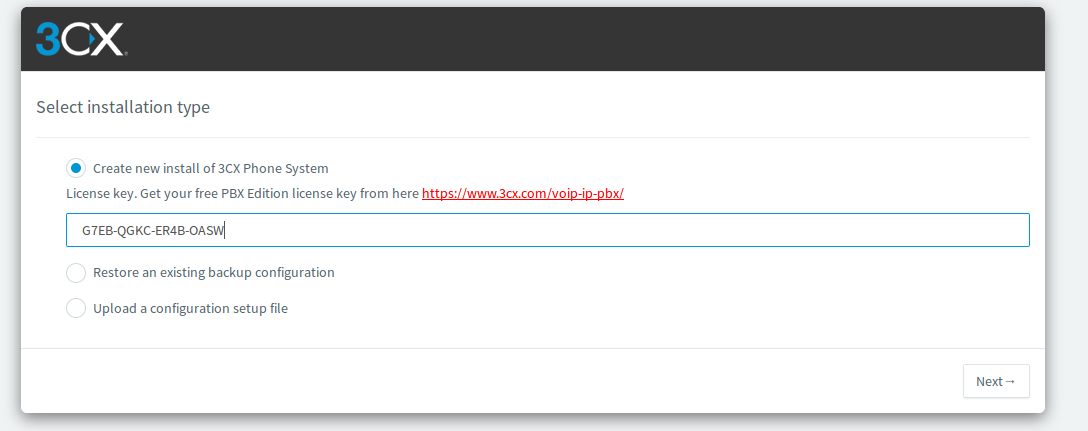 3CX
Select installation type
Create new install of 3CX Phone System
License key. Get your free PBX Edition license key from here https://www.3cx.com/voip-ip-pbx/
G7EB-QGKC-ER4B-OASW
Restore an existing backup configuration
Upload a configuration setup file
Next→